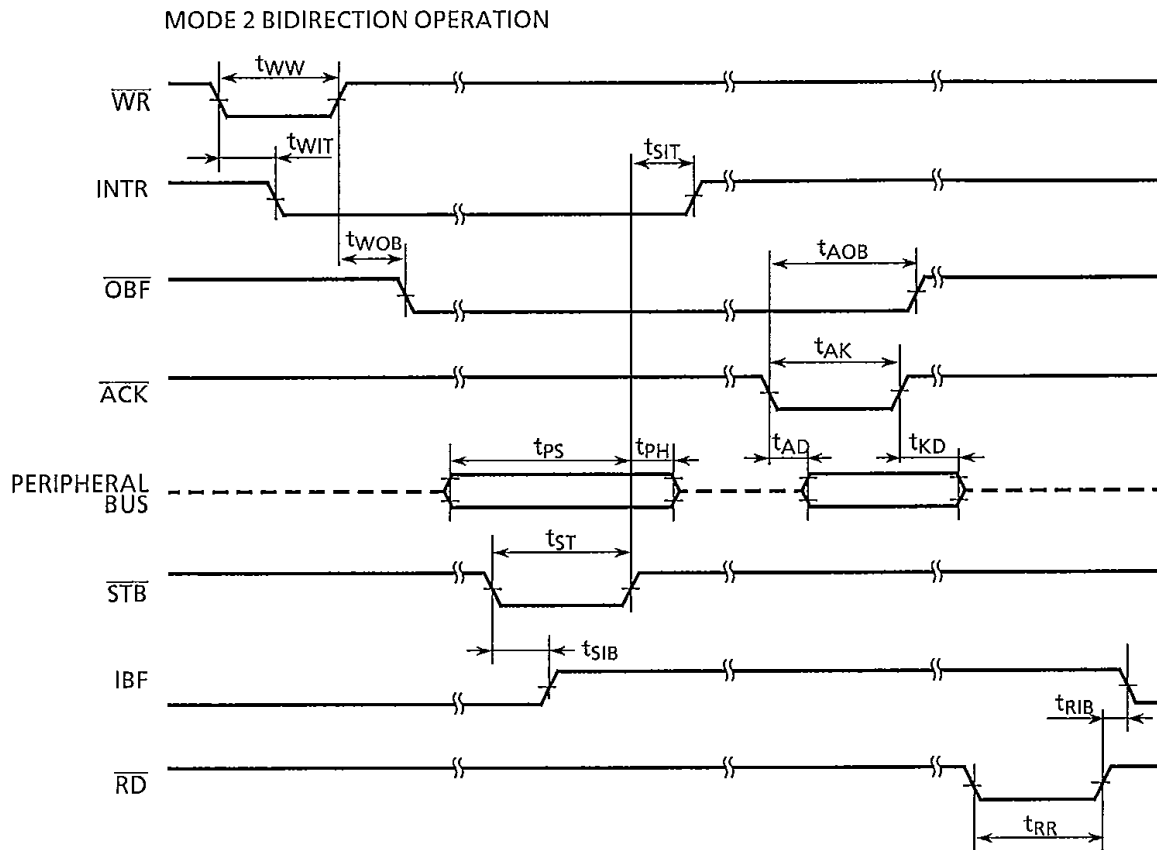 MODE 2 BIDIRECTION OPERATION
tWW
WR
tWIT
tSIT
INTR
tWOB
tAOB
OBF
tAK
ACK
tPS
tPH
tAD
tKD
PERIPHERAL
BUS
tST
STB
tSIB
IBF
tRIB
RD
tRR